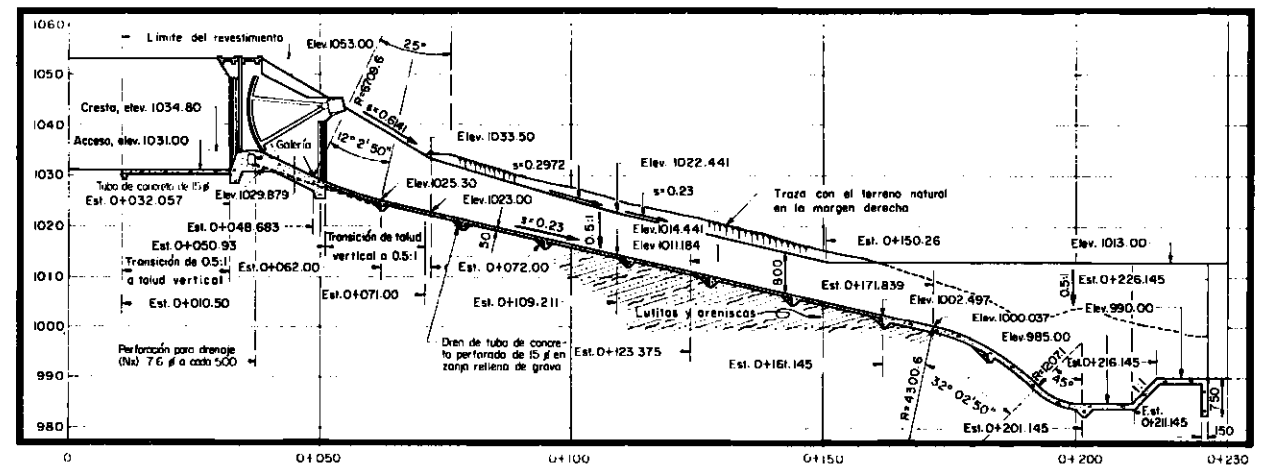 1060
1050
1040
1030
1020
1010
1000
990
980
Límite del revestimiento
Elev. 1053.00
25°
R=6708.6
s=0.6141
Cresta, elev. 1034.80
Acceso, elev. 1031.00
Galería
12° 2' 50"
Elev. 1033.50
s=0.2972
Elev. 1022.441
s=0.23
Traza con el terreno natural
en la margen derecha
Tubo de concreto de 15 ø
Est. 0+032.057
Elev. 1029.879
Elev. 1025.30
Elev. 1023.00
Est. 0+048.683
Est. 0+050.93
Transición de 0.5:1
a talud vertical
Transición de talud
vertical a 0.5:1
50
s=0.23
0.5:1
Elev. 1014.441
Elev. 1011.184
Est. 0+150.26
Elev. 1013.00
Est. 0+062.00
Est. 0+072.00
Est. 0+010.50
Est. 0+071.00
Est. 0+109.211
800
Est. 0+171.839
0.5:1
Est. 0+226.145
Elev. 990.00
Elev. 1002.497
Elev. 1000.037
Elev. 985.00
Lutitas y areniscas
Perforación para drenaje
(Nx) 7.6 ø a cada 500
Dren de tubo de concre-
to perforado de 15 ø en
zanja rellena de grava
Est. 0+123.375
Est. 0+161.145
R=4300.6
32° 02' 50"
R=1207.1
45°
Est. 0+216.145
1:1
Est. 0+201.145
Est.
0+211.145
750
150
0
0+050
0+100
0+150
0+200
0+230